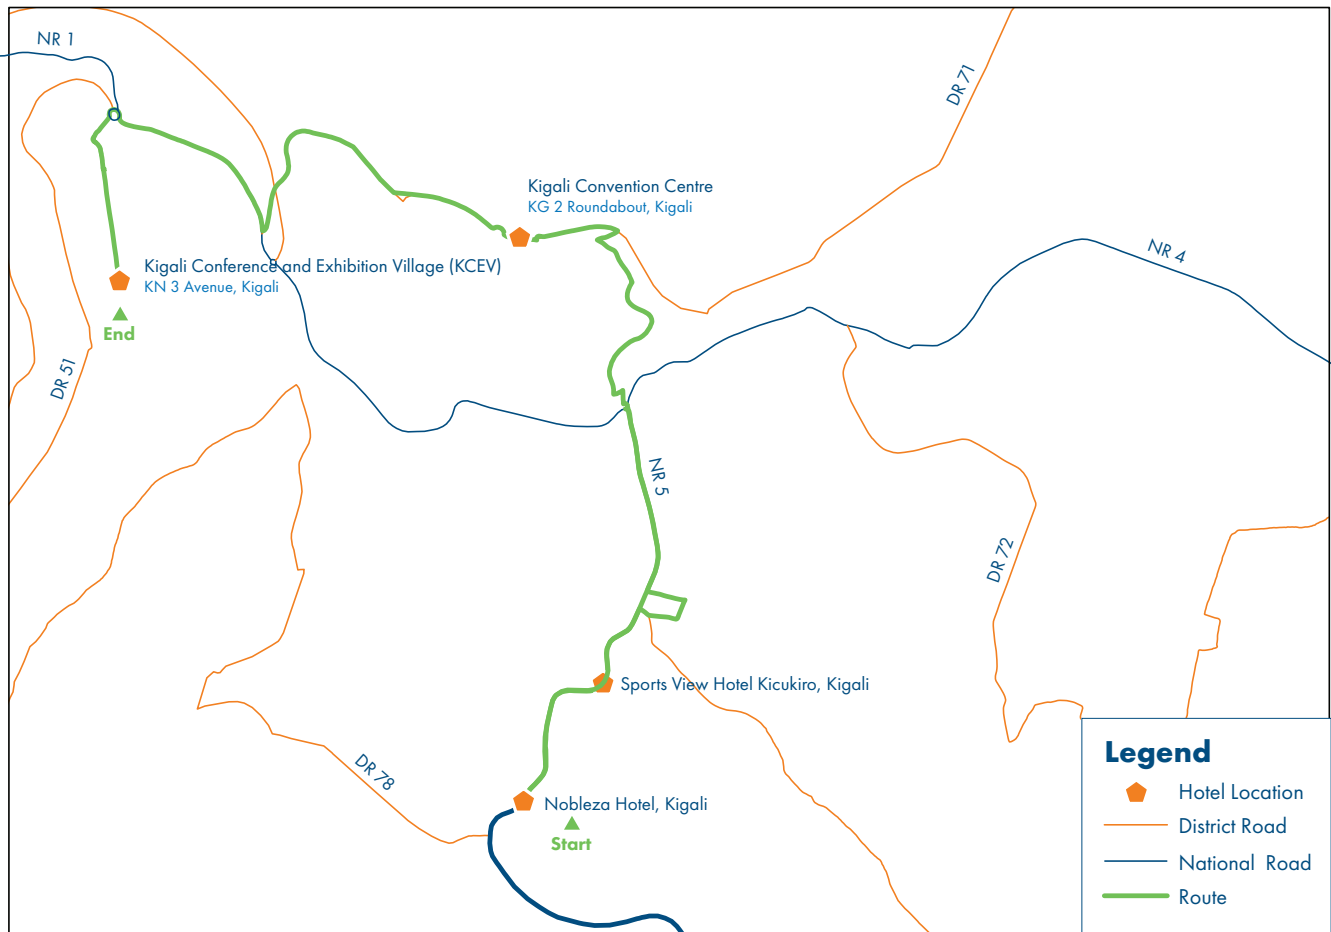 NR 1
DR 71
Kigali Convention Centre
KG 2 Roundabout, Kigali
NR 4
Kigali Conference and Exhibition Village (KCEV)
KN 3 Avenue, Kigali
End
DR 51
NR 5
DR 72
Sports View Hotel Kicukiro, Kigali
DR 78
Nobleza Hotel, Kigali
Start
Legend
Hotel Location
District Road
National Road
Route